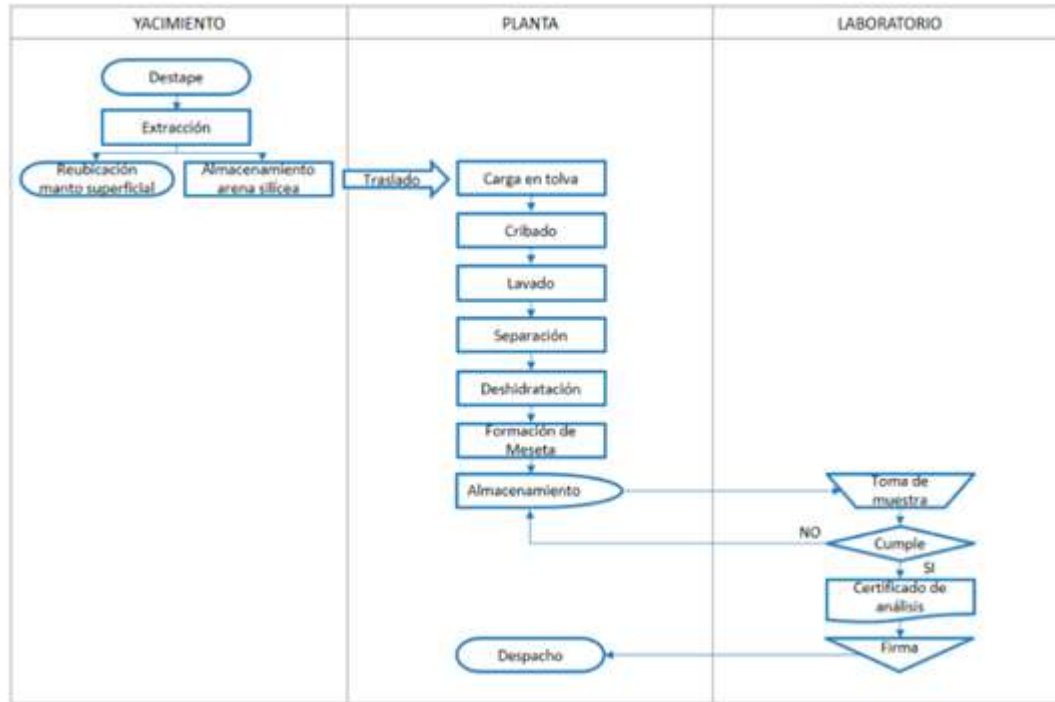 YACIMIENTO
PLANTA
LABORATORIO
Destape
Extracción
Reubicación
manto superficial
Almacenamiento
arena silícea
Traslado
Carga en tolva
Cribado
Lavado
Separación
Deshidratación
Formación de
Meseta
Almacenamiento
Toma de
muestra
NO
Cumple
SI
Certificado de
análisis
Firma
Despacho